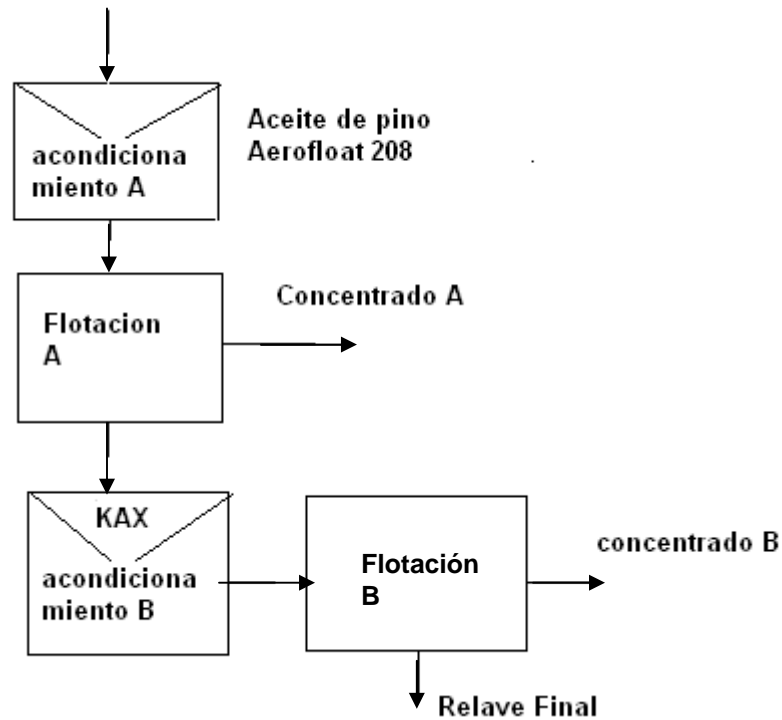 Aceite de pino
Aerofloat 208
acondiciona
miento A
Concentrado A
Flotacion
A
KAX
acondiciona
miento B
Flotación
B
concentrado B
Relave Final